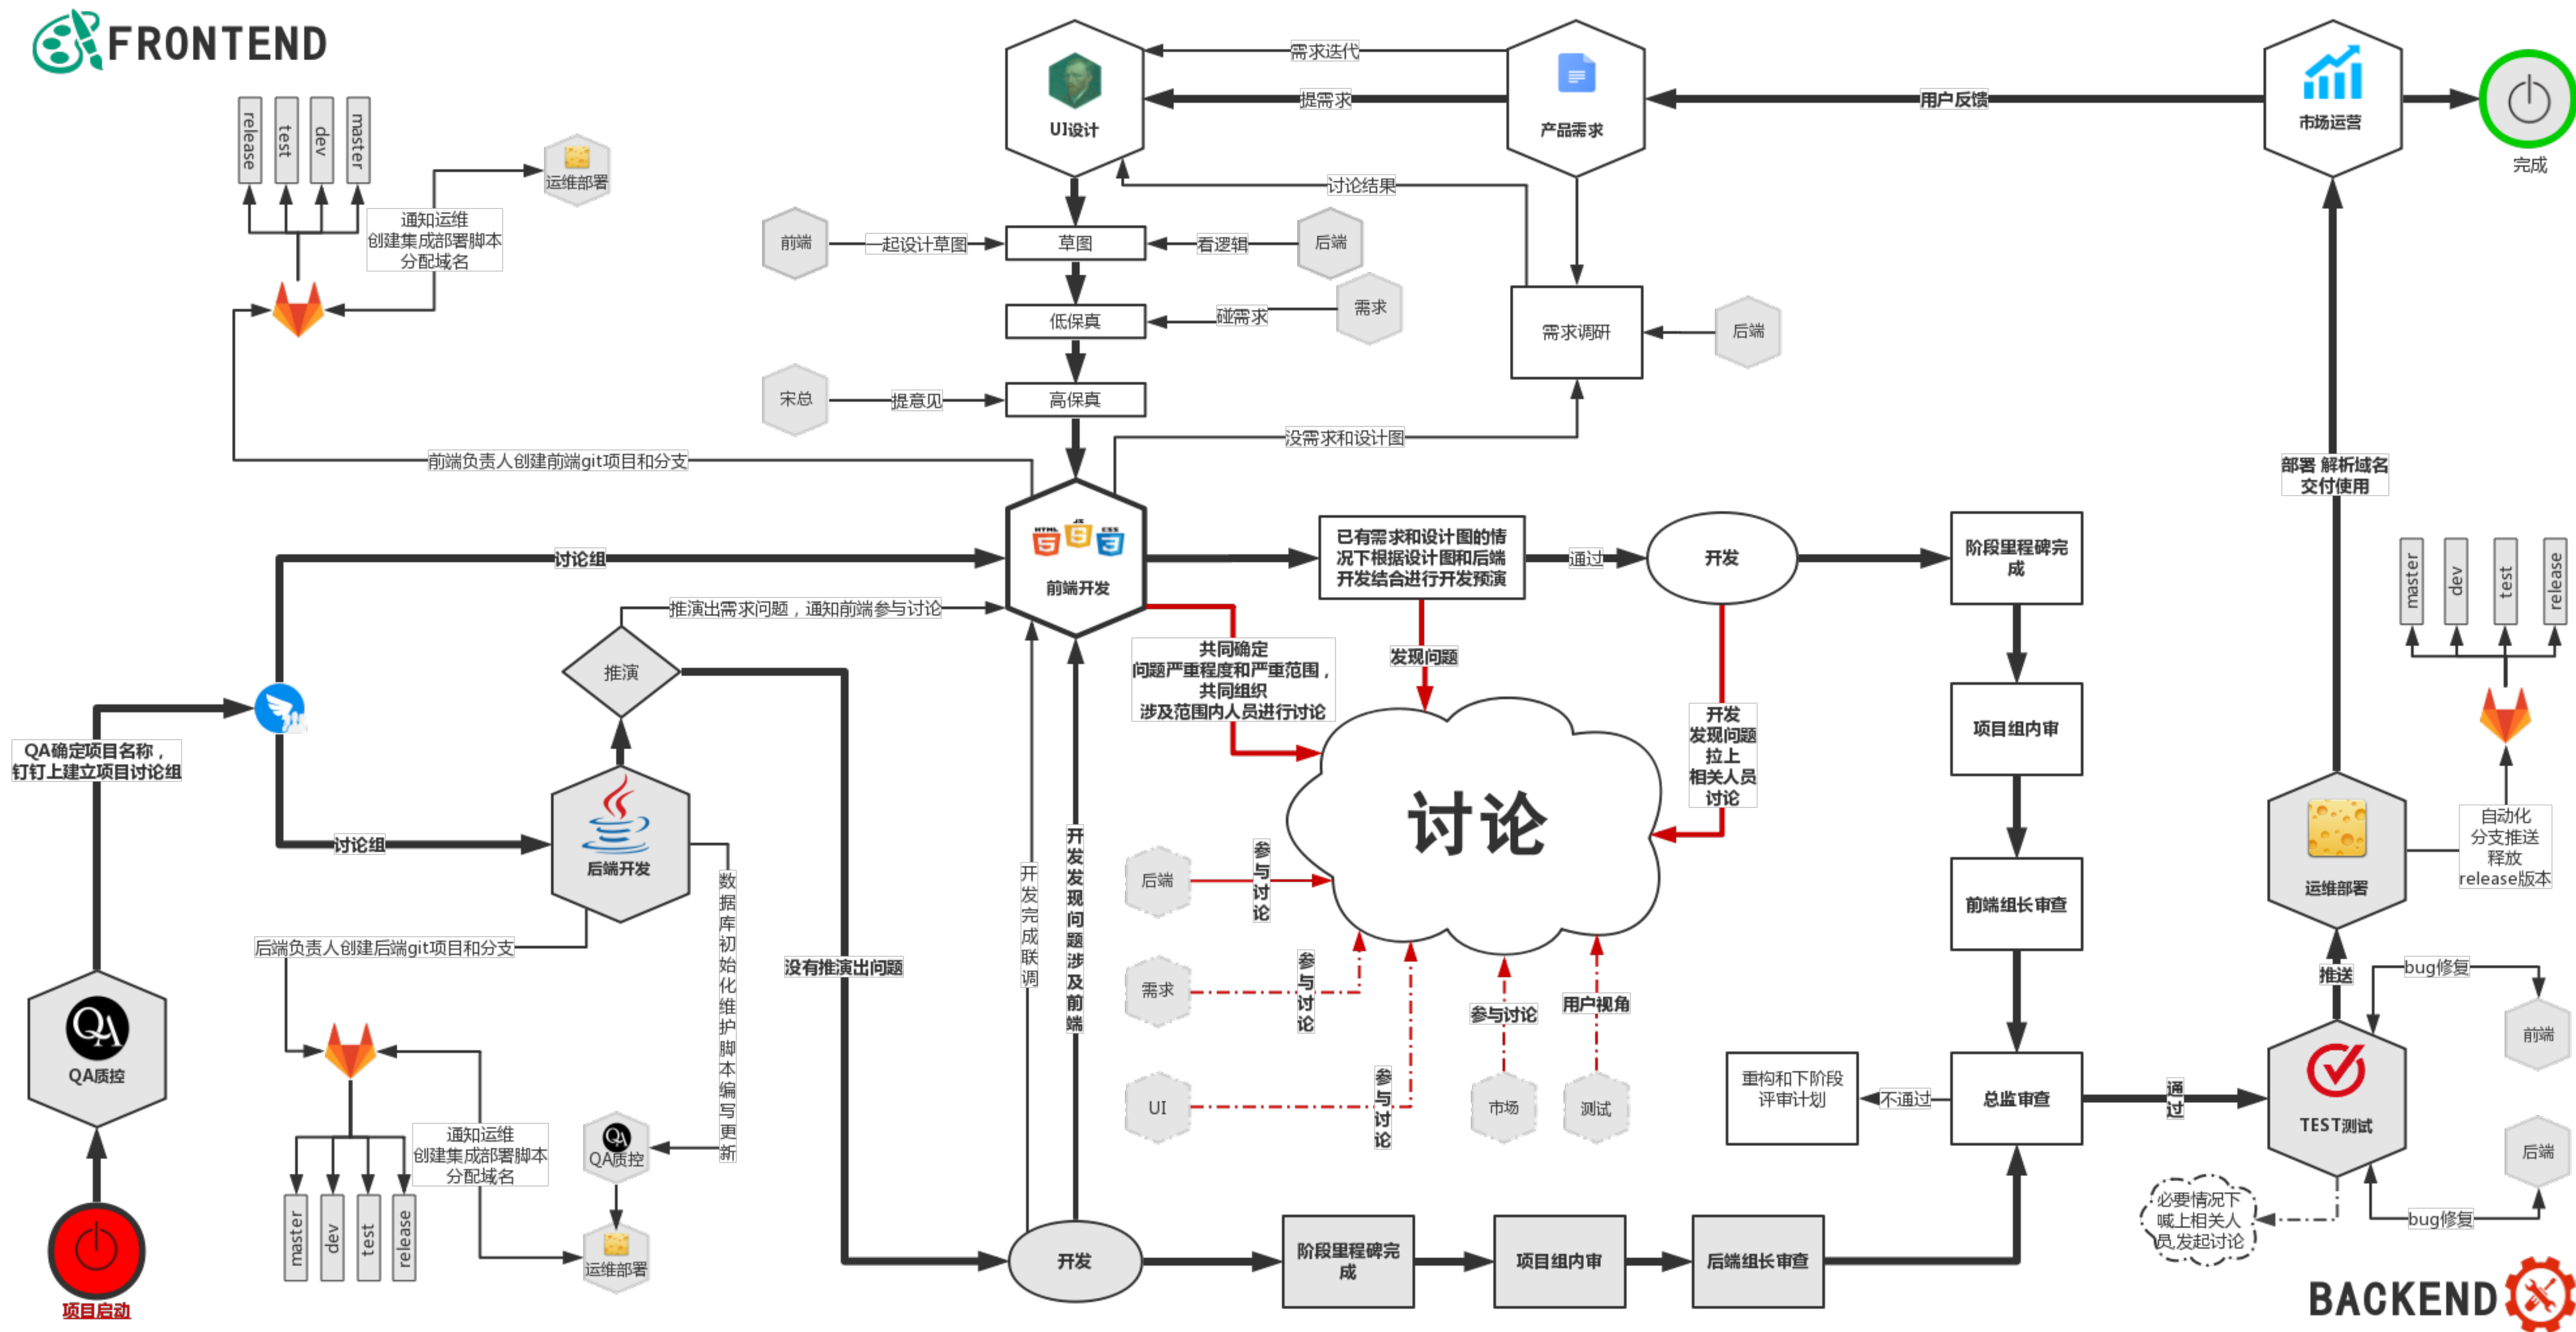 FRONTEND
release
test
dev
master
运维部署
通知运维
创建集成部署脚本
分配域名
UI设计
需求迭代
提需求
产品需求
用户反馈
市场运营
完成
讨论结果
前端
一起设计草图
草图
看逻辑
后端
低保真
碰需求
需求
需求调研
后端
宋总
提意见
高保真
没需求和设计图
前端负责人创建前端git项目和分支
部署 解析域名
交付使用
讨论组
HTML
5
JS
5
CSS
3
前端开发
已有需求和设计图的情
况下根据设计图和后端
开发结合进行开发预演
通过
开发
阶段里程碑完
成
master
dev
test
release
推演出需求问题，通知前端参与讨论
推演
共同确定
问题严重程度和严重范围，
共同组织
涉及范围内人员进行讨论
发现问题
开发
发现问题
拉上
相关人员
讨论
项目组内审
QA确定项目名称，
钉钉上建立项目讨论组
讨论组
后端开发
讨论
自动化
分支推送
释放
release版本
运维部署
数据库初始化维护脚本编写更新
开发完成联调
开发发现问题涉及前端
后端
参与讨论
前端组长审查
后端负责人创建后端git项目和分支
没有推演出问题
需求
参与讨论
参与讨论
用户视角
推送
bug修复
前端
QA
QA质控
UI
参与讨论
市场
测试
重构和下阶段
评审计划
不通过
总监审查
通过
TEST测试
后端
通知运维
创建集成部署脚本
分配域名
QA
QA质控
运维部署
master
dev
test
release
项目启动
开发
阶段里程碑完
成
项目组内审
后端组长审查
必要情况下
喊上相关人
员,发起讨论
bug修复
BACKEND